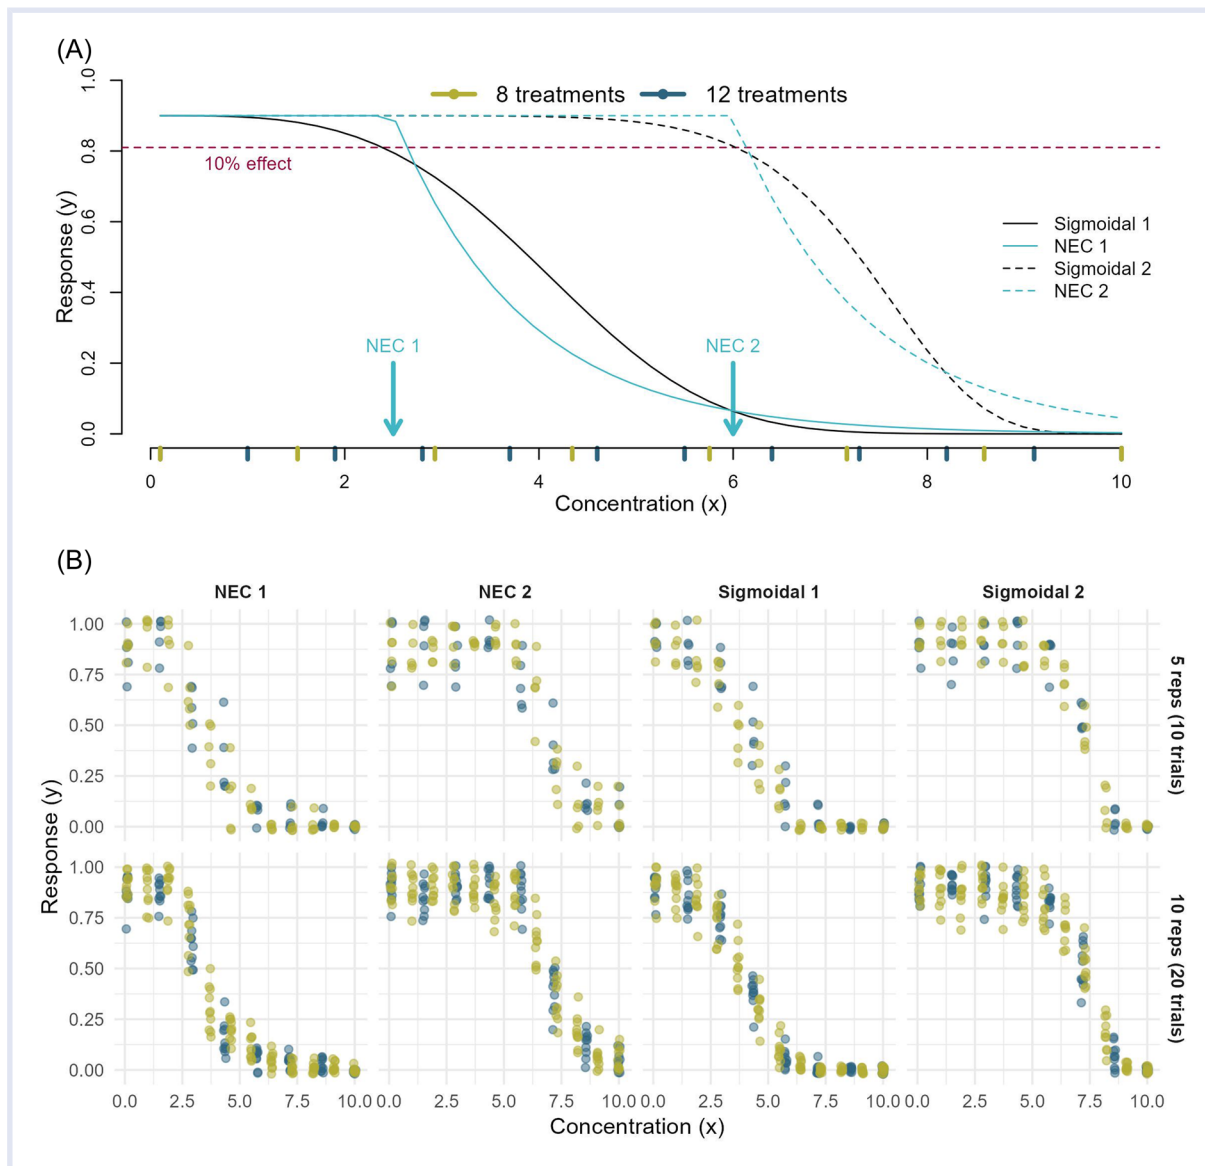 (A)
8 treatments
12 treatments
Response (y)
0.0
0.2
0.4
0.6
0.8
1.0
10% effect
Sigmoidal 1
NEC 1
Sigmoidal 2
NEC 2
NEC 1
NEC 2
0
2
4
6
8
10
Concentration (x)
(B)
NEC 1
NEC 2
Sigmoidal 1
Sigmoidal 2
1.00
0.75
0.50
0.25
0.00
5 reps (10 trials)
Response (y)
1.00
0.75
0.50
0.25
0.00
10 reps (20 trials)
0.0 2.5 5.0 7.5 10.0
0.0 2.5 5.0 7.5 10.0
0.0 2.5 5.0 7.5 10.0
0.0 2.5 5.0 7.5 10.0
Concentration (x)